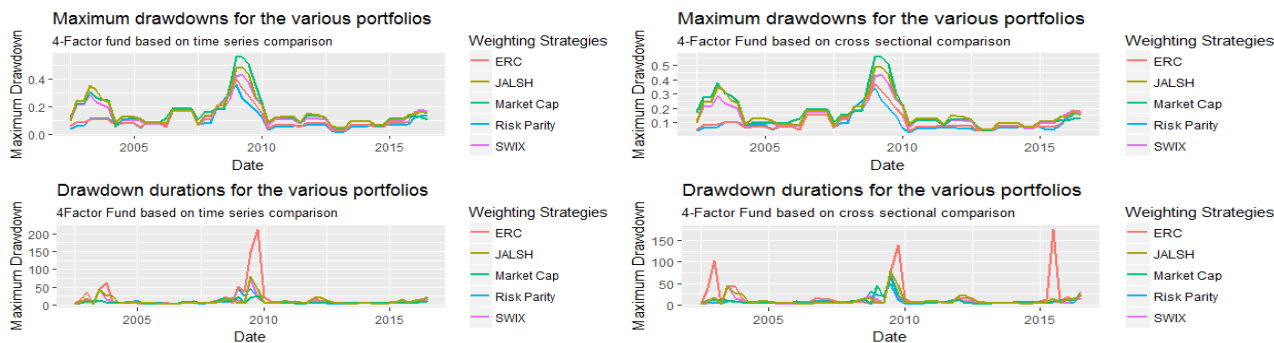 Maximum drawdowns for the various portfolios
4-Factor fund based on time series comparison
Maximum Drawdown
0.4
0.2
0.0
2005
2010
2015
Date
Weighting Strategies
ERC
JALSH
Market Cap
Risk Parity
SWIX
Maximum drawdowns for the various portfolios
4-Factor Fund based on cross sectional comparison
Maximum Drawdown
0.5
0.4
0.3
0.2
0.1
2005
2010
2015
Date
Weighting Strategies
ERC
JALSH
Market Cap
Risk Parity
SWIX
Drawdown durations for the various portfolios
4Factor Fund based on time series comparison
Maximum Drawdown
200
150
100
50
0
2005
2010
2015
Date
Weighting Strategies
ERC
JALSH
Market Cap
Risk Parity
SWIX
Drawdown durations for the various portfolios
4-Factor Fund based on cross sectional comparison
Maximum Drawdown
150
100
50
0
2005
2010
2015
Date
Weighting Strategies
ERC
JALSH
Market Cap
Risk Parity
SWIX